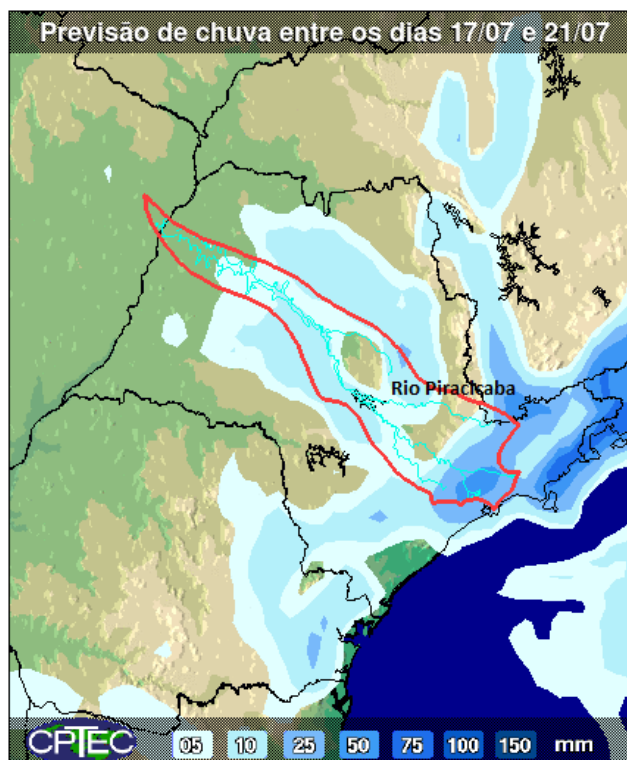 Previsão de chuva entre os dias 17/07 e 21/07
Rio Piracicaba
CPTEC 05 10 25 50 75 100 150 mm